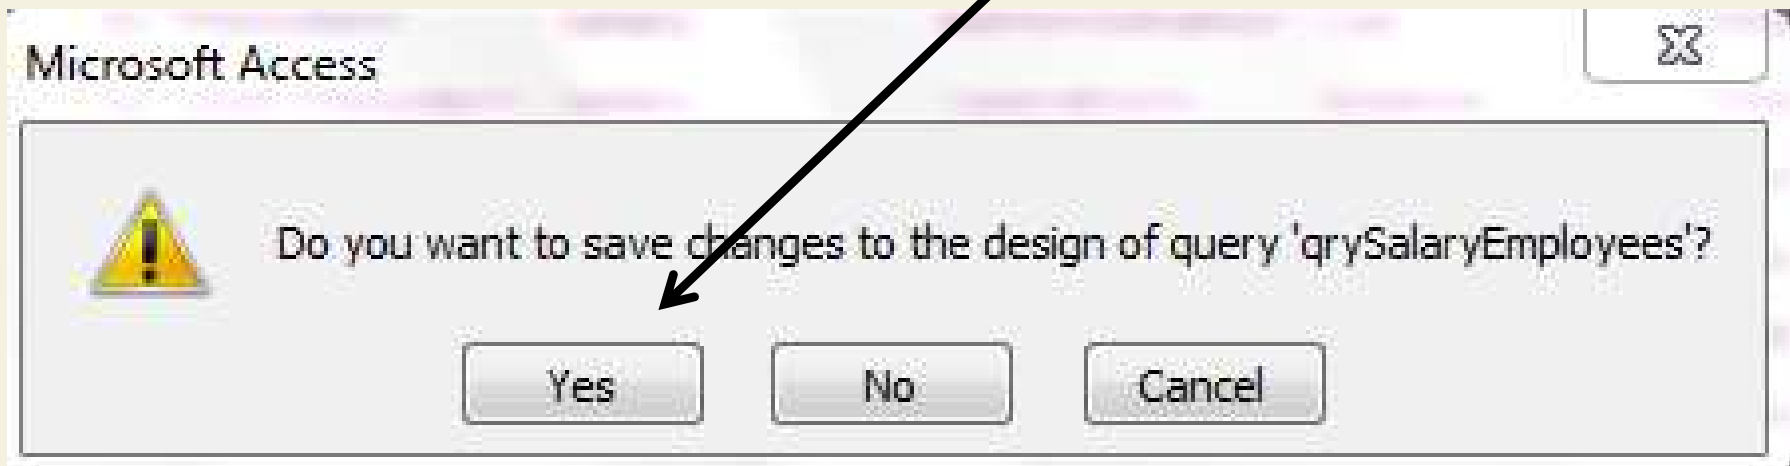 Microsoft Access
Do you want to save changes to the design of query 'qrySalaryEmployees'?
Yes No Cancel